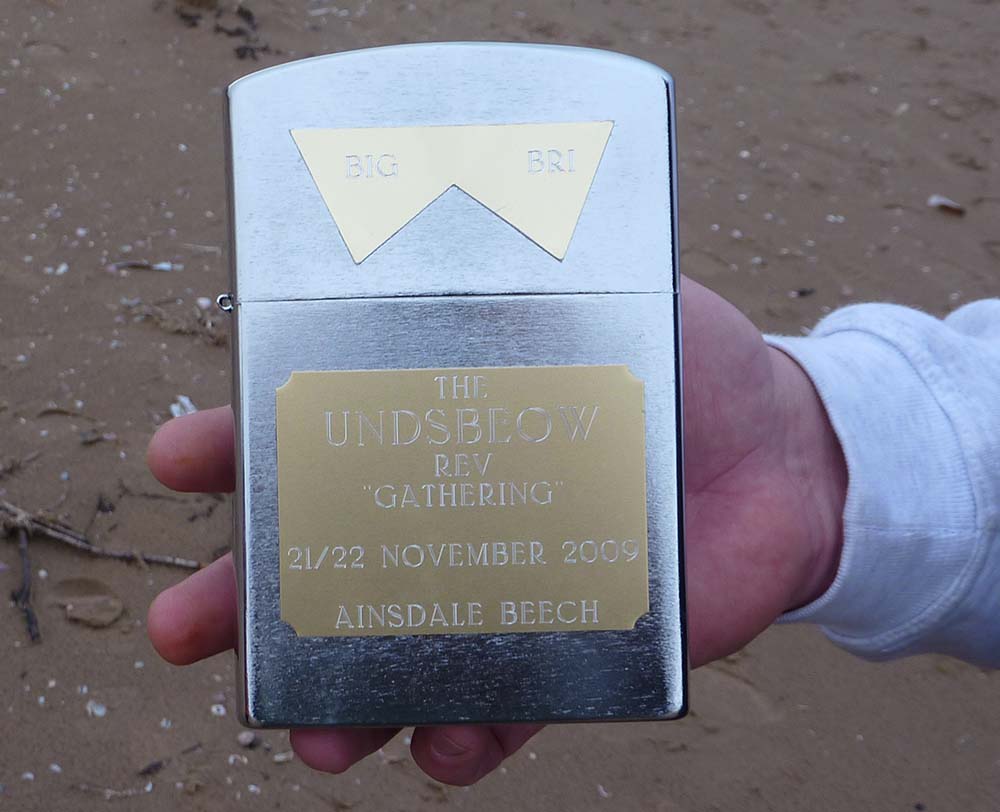 BIG BRI
THE
UNDSBEOW
REV
"GATHERING"
21/22 NOVEMBER 2009
AINSDALE BEECH